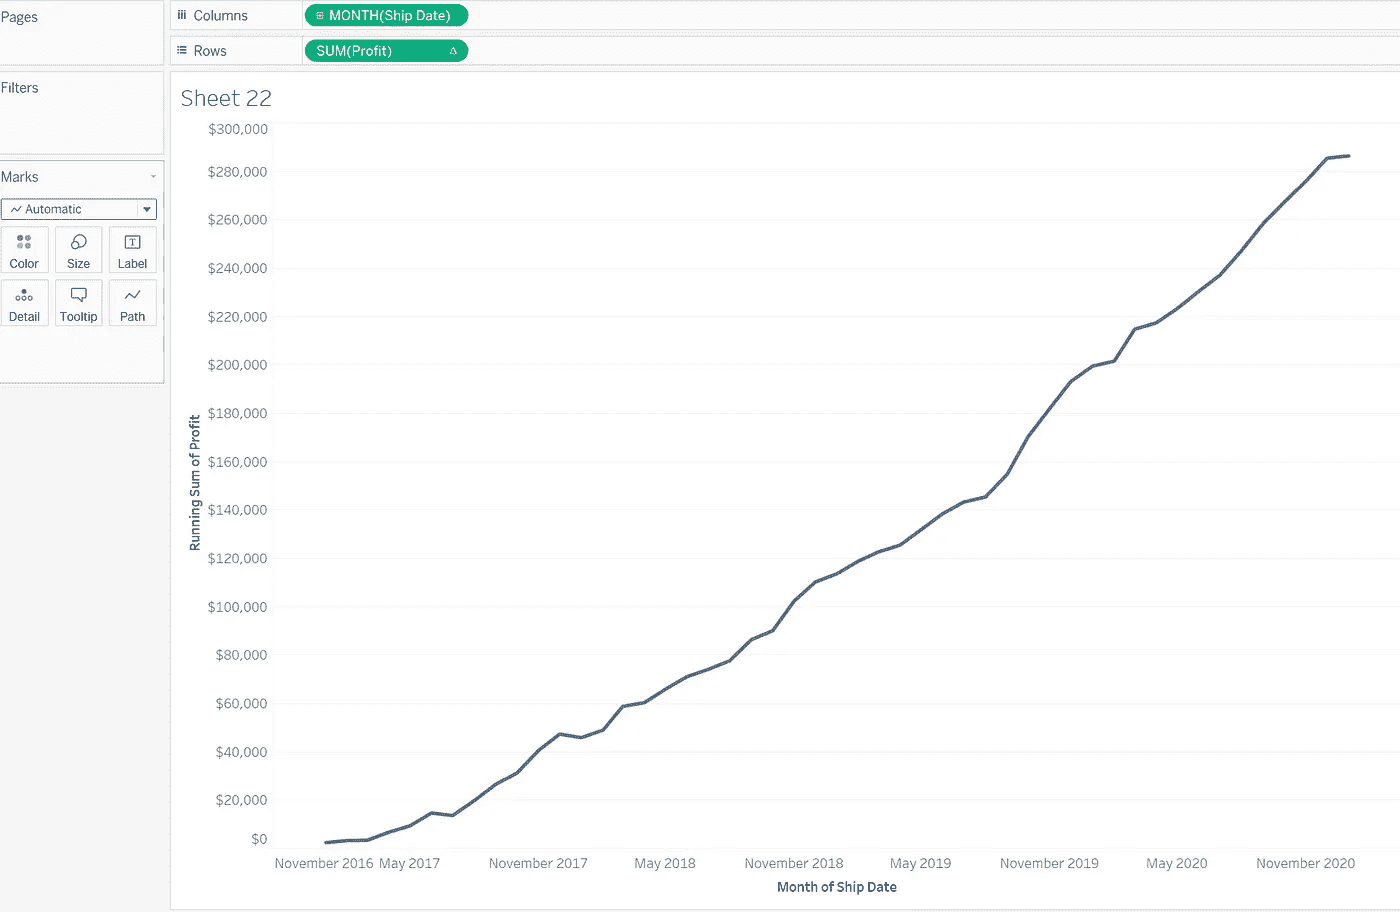 Pages
Columns
MONTH(Ship Date)
Rows
SUM(Profit)
Filters
Marks
Automatic
Color
Size
Label
Detail
Tooltip
Path
Sheet 22
Running Sum of Profit
$300,000
$280,000
$260,000
$240,000
$220,000
$200,000
$180,000
$160,000
$140,000
$120,000
$100,000
$80,000
$60,000
$40,000
$20,000
$0
November 2016
May 2017
November 2017
May 2018
November 2018
May 2019
November 2019
May 2020
November 2020
Month of Ship Date